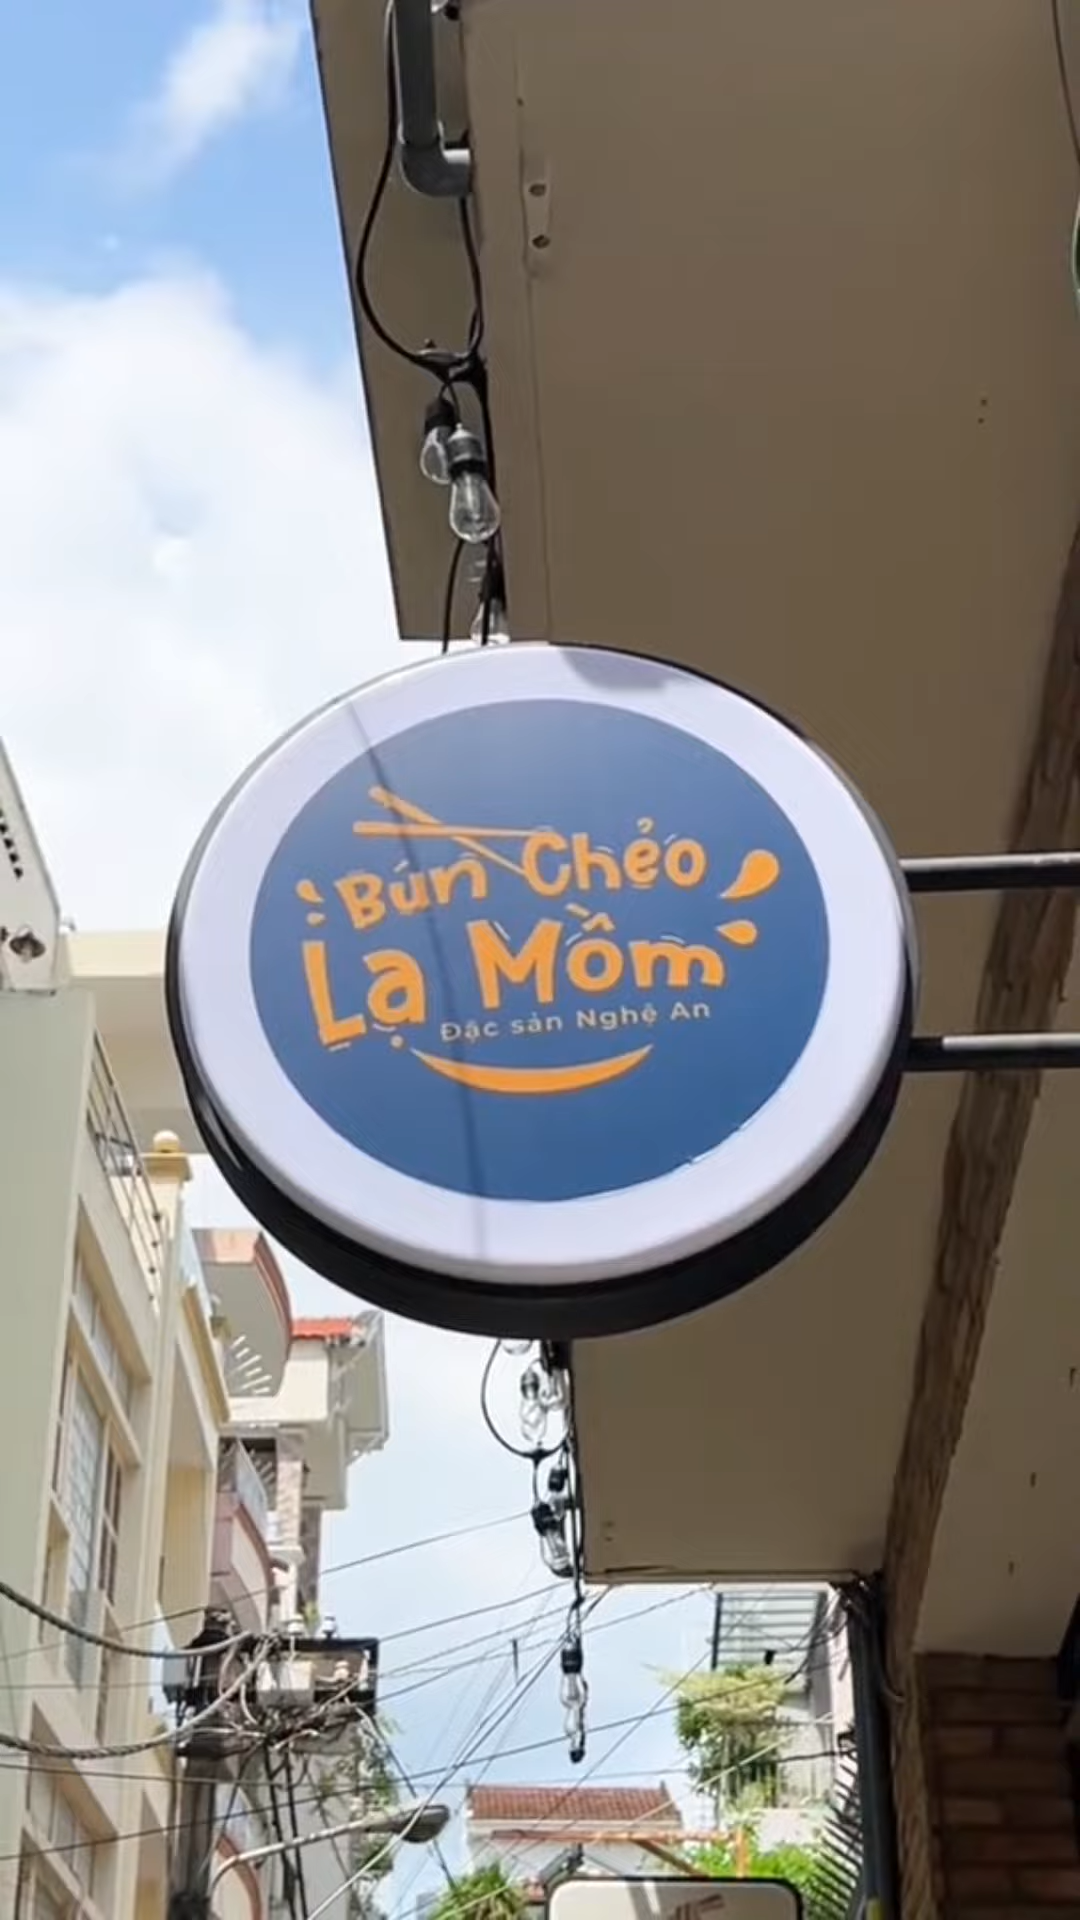 Bún Chẻo
Lạ Mồm
Đặc sản Nghệ An